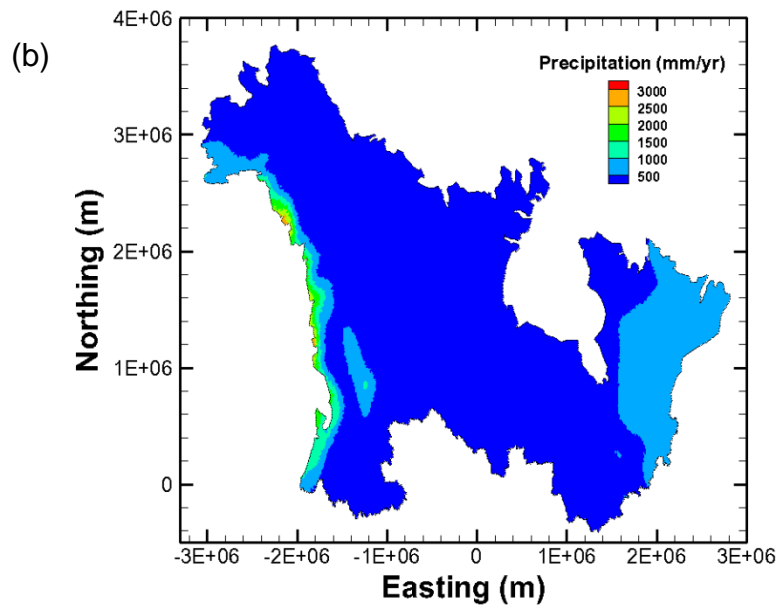 (b)
4E+06
3E+06
2E+06
1E+06
0
Northing (m)
Precipitation (mm/yr)
3000
2500
2000
1500
1000
500
-3E+06 -2E+06 -1E+06 0 1E+06 2E+06 3E+06
Easting (m)